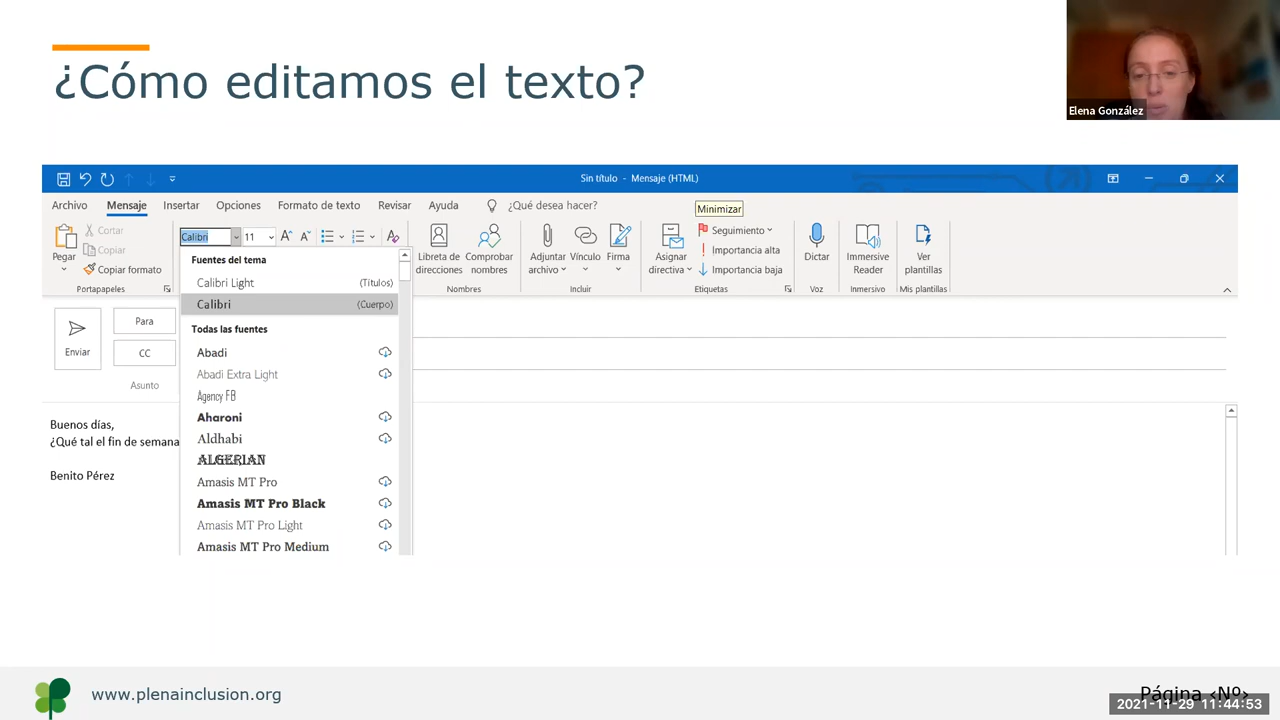 ¿Cómo editamos el texto?
Elena González
Sin título - Mensaje (HTML)
Archivo Mensaje Insertar Opciones Formato de texto Revisar Ayuda ¿Qué desea hacer?
Minimizar
Pegar
Cortar
Copiar
Copiar formato
Portapapeles
Calibri 11
Libreta de direcciones
Comprobar nombres
Nombres
Adjuntar archivo
Vínculo
Firma
Incluir
Asignar directiva
Seguimiento
Importancia alta
Importancia baja
Etiquetas
Dictar
Voz
Immersive Reader
Inmersivo
Ver plantillas
Mis plantillas
Fuentes del tema
Calibri Light (Títulos)
Calibri (Cuerpo)
Todas las fuentes
Abadi
Abadi Extra Light
Agency FB
Aharoni
Aldhabi
ALGERIAN
Amasis MT Pro
Amasis MT Pro Black
Amasis MT Pro Light
Amasis MT Pro Medium
Enviar
Para
CC
Asunto
Buenos días,
¿Qué tal el fin de semana
Benito Pérez
www.plenainclusion.org
Página ‹Nº›
2021-11-29 11:44:53